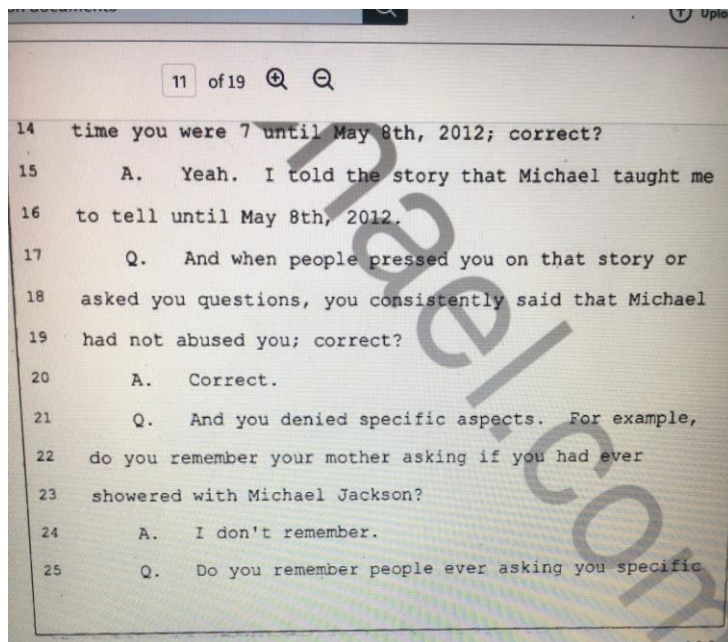 11 of 19
14 time you were 7 until May 8th, 2012; correct?
15 A. Yeah. I told the story that Michael taught me
16 to tell until May 8th, 2012.
17 Q. And when people pressed you on that story or
18 asked you questions, you consistently said that Michael
19 had not abused you; correct?
20 A. Correct.
21 Q. And you denied specific aspects. For example,
22 do you remember your mother asking if you had ever
23 showered with Michael Jackson?
24 A. I don't remember.
25 Q. Do you remember people ever asking you specific
hael.com